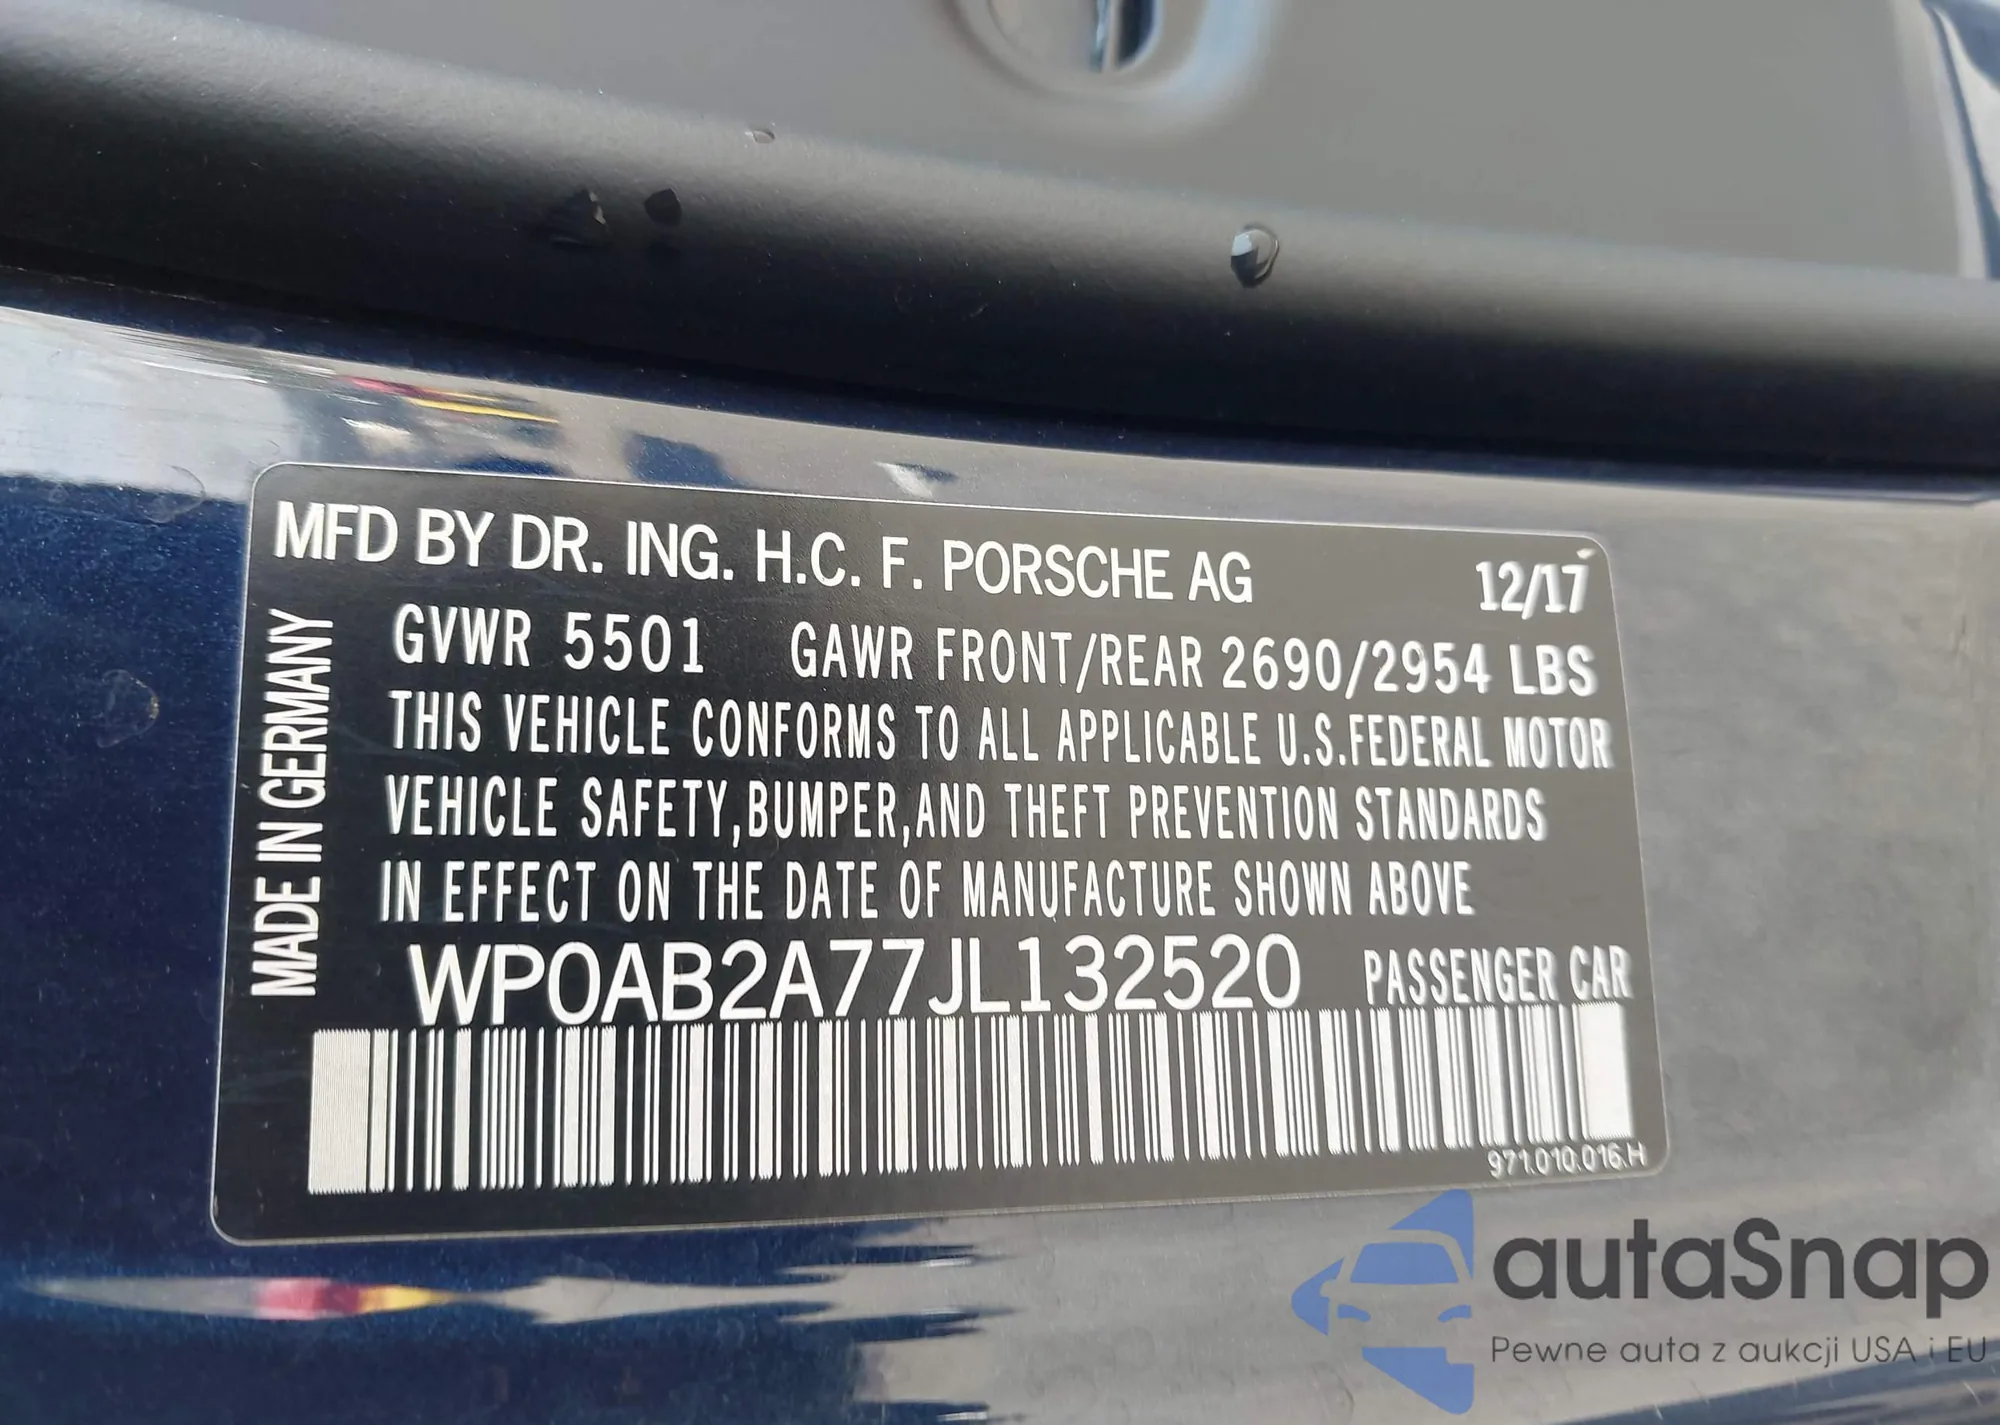 MFD BY DR. ING. H.C. F. PORSCHE AG 12/17
GVWR 5501 GAWR FRONT/REAR 2690/2954 LBS
THIS VEHICLE CONFORMS TO ALL APPLICABLE U.S.FEDERAL MOTOR
VEHICLE SAFETY,BUMPER,AND THEFT PREVENTION STANDARDS
IN EFFECT ON THE DATE OF MANUFACTURE SHOWN ABOVE
WP0AB2A77JL132520 PASSENGER CAR
MADE IN GERMANY
971.010.016.H
autaSnap
Pewne auta z aukcji USA i EU